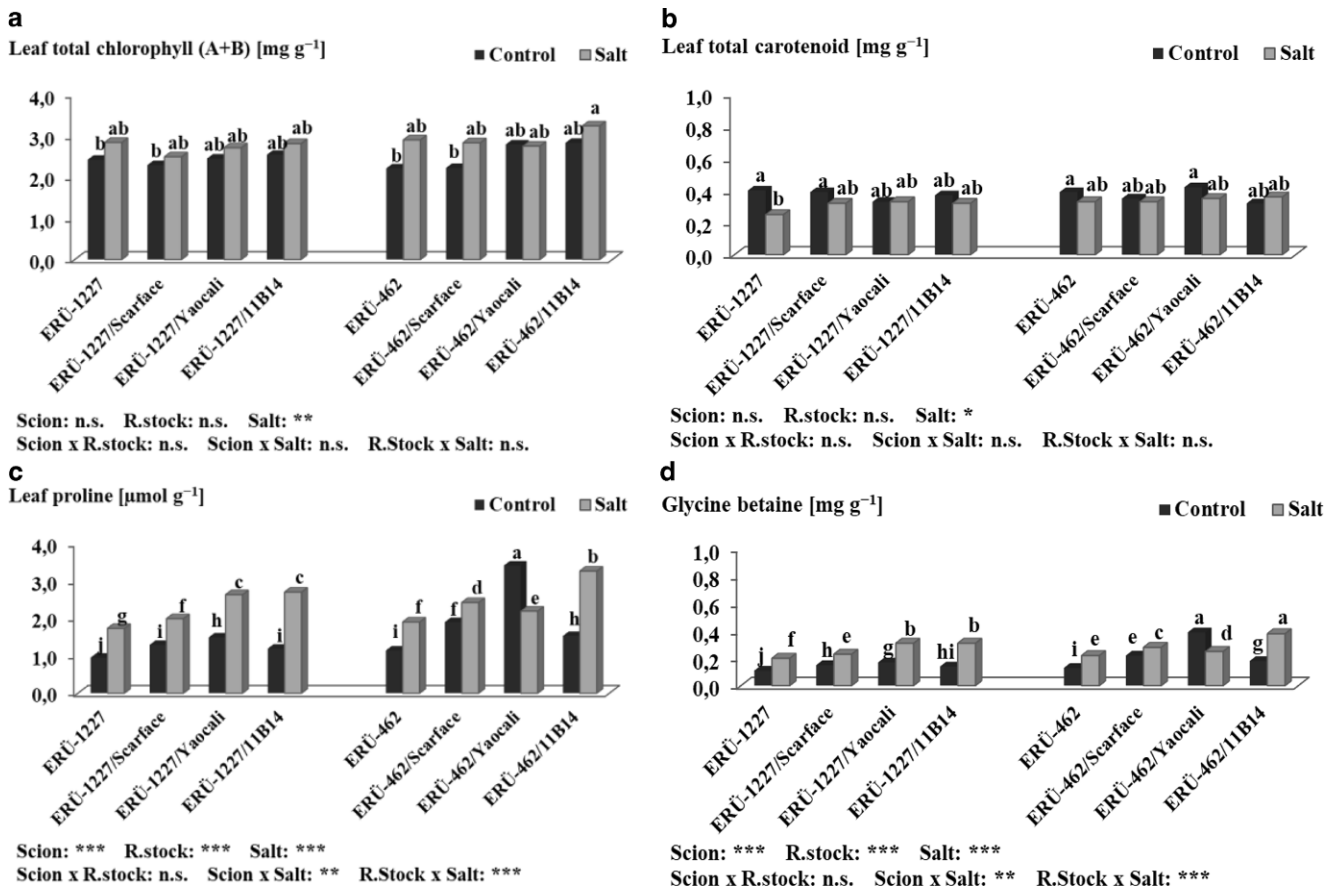 a
Leaf total chlorophyll (A+B) [mg g⁻¹]
Control Salt
4,0
3,0
2,0
1,0
0,0
b ab b ab ab ab ab ab b ab b ab ab ab ab a
ERÜ-1227
ERÜ-1227/Scarface
ERÜ-1227/Yaocali
ERÜ-1227/11B14
ERÜ-462
ERÜ-462/Scarface
ERÜ-462/Yaocali
ERÜ-462/11B14
Scion: n.s. R.stock: n.s. Salt: **
Scion x R.stock: n.s. Scion x Salt: n.s. R.Stock x Salt: n.s.
b
Leaf total carotenoid [mg g⁻¹]
Control Salt
1,0
0,8
0,6
0,4
0,2
0,0
a b a ab ab ab ab ab a ab ab ab a ab ab ab
ERÜ-1227
ERÜ-1227/Scarface
ERÜ-1227/Yaocali
ERÜ-1227/11B14
ERÜ-462
ERÜ-462/Scarface
ERÜ-462/Yaocali
ERÜ-462/11B14
Scion: n.s. R.stock: n.s. Salt: *
Scion x R.stock: n.s. Scion x Salt: n.s. R.Stock x Salt: n.s.
c
Leaf proline [µmol g⁻¹]
Control Salt
4,0
3,0
2,0
1,0
0,0
j g i f h c i c i f f d a e h b
ERÜ-1227
ERÜ-1227/Scarface
ERÜ-1227/Yaocali
ERÜ-1227/11B14
ERÜ-462
ERÜ-462/Scarface
ERÜ-462/Yaocali
ERÜ-462/11B14
Scion: *** R.stock: *** Salt: ***
Scion x R.stock: n.s. Scion x Salt: ** R.Stock x Salt: ***
d
Glycine betaine [mg g⁻¹]
Control Salt
1,0
0,8
0,6
0,4
0,2
0,0
j f h e g b hi b i e e c a d g a
ERÜ-1227
ERÜ-1227/Scarface
ERÜ-1227/Yaocali
ERÜ-1227/11B14
ERÜ-462
ERÜ-462/Scarface
ERÜ-462/Yaocali
ERÜ-462/11B14
Scion: *** R.stock: *** Salt: ***
Scion x R.stock: n.s. Scion x Salt: ** R.Stock x Salt: ***